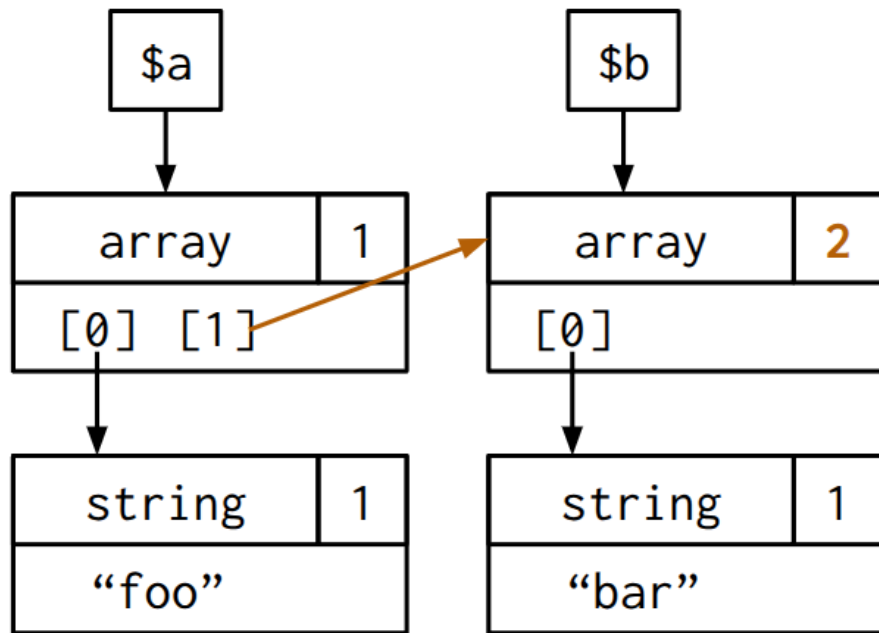 $a $b
array 1 array 2
[0] [1] [0]
string 1 string 1
“foo” “bar”